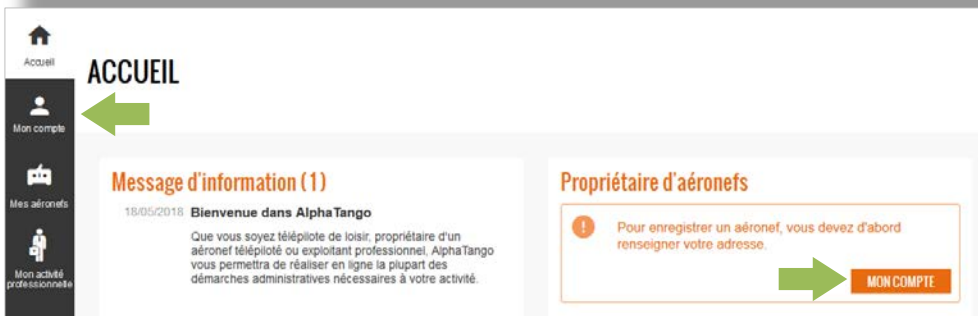 Accueil
ACCUEIL
Mon compte
Mes aéronefs
Mon activité
professionnelle
Message d'information (1)
18/05/2018 Bienvenue dans AlphaTango
Que vous soyez télépilote de loisir, propriétaire d'un
aéronef télépiloté ou exploitant professionnel, AlphaTango
vous permettra de réaliser en ligne la plupart des
démarches administratives nécessaires à votre activité.
Propriétaire d'aéronefs
Pour enregistrer un aéronef, vous devez d'abord
renseigner votre adresse.
MON COMPTE